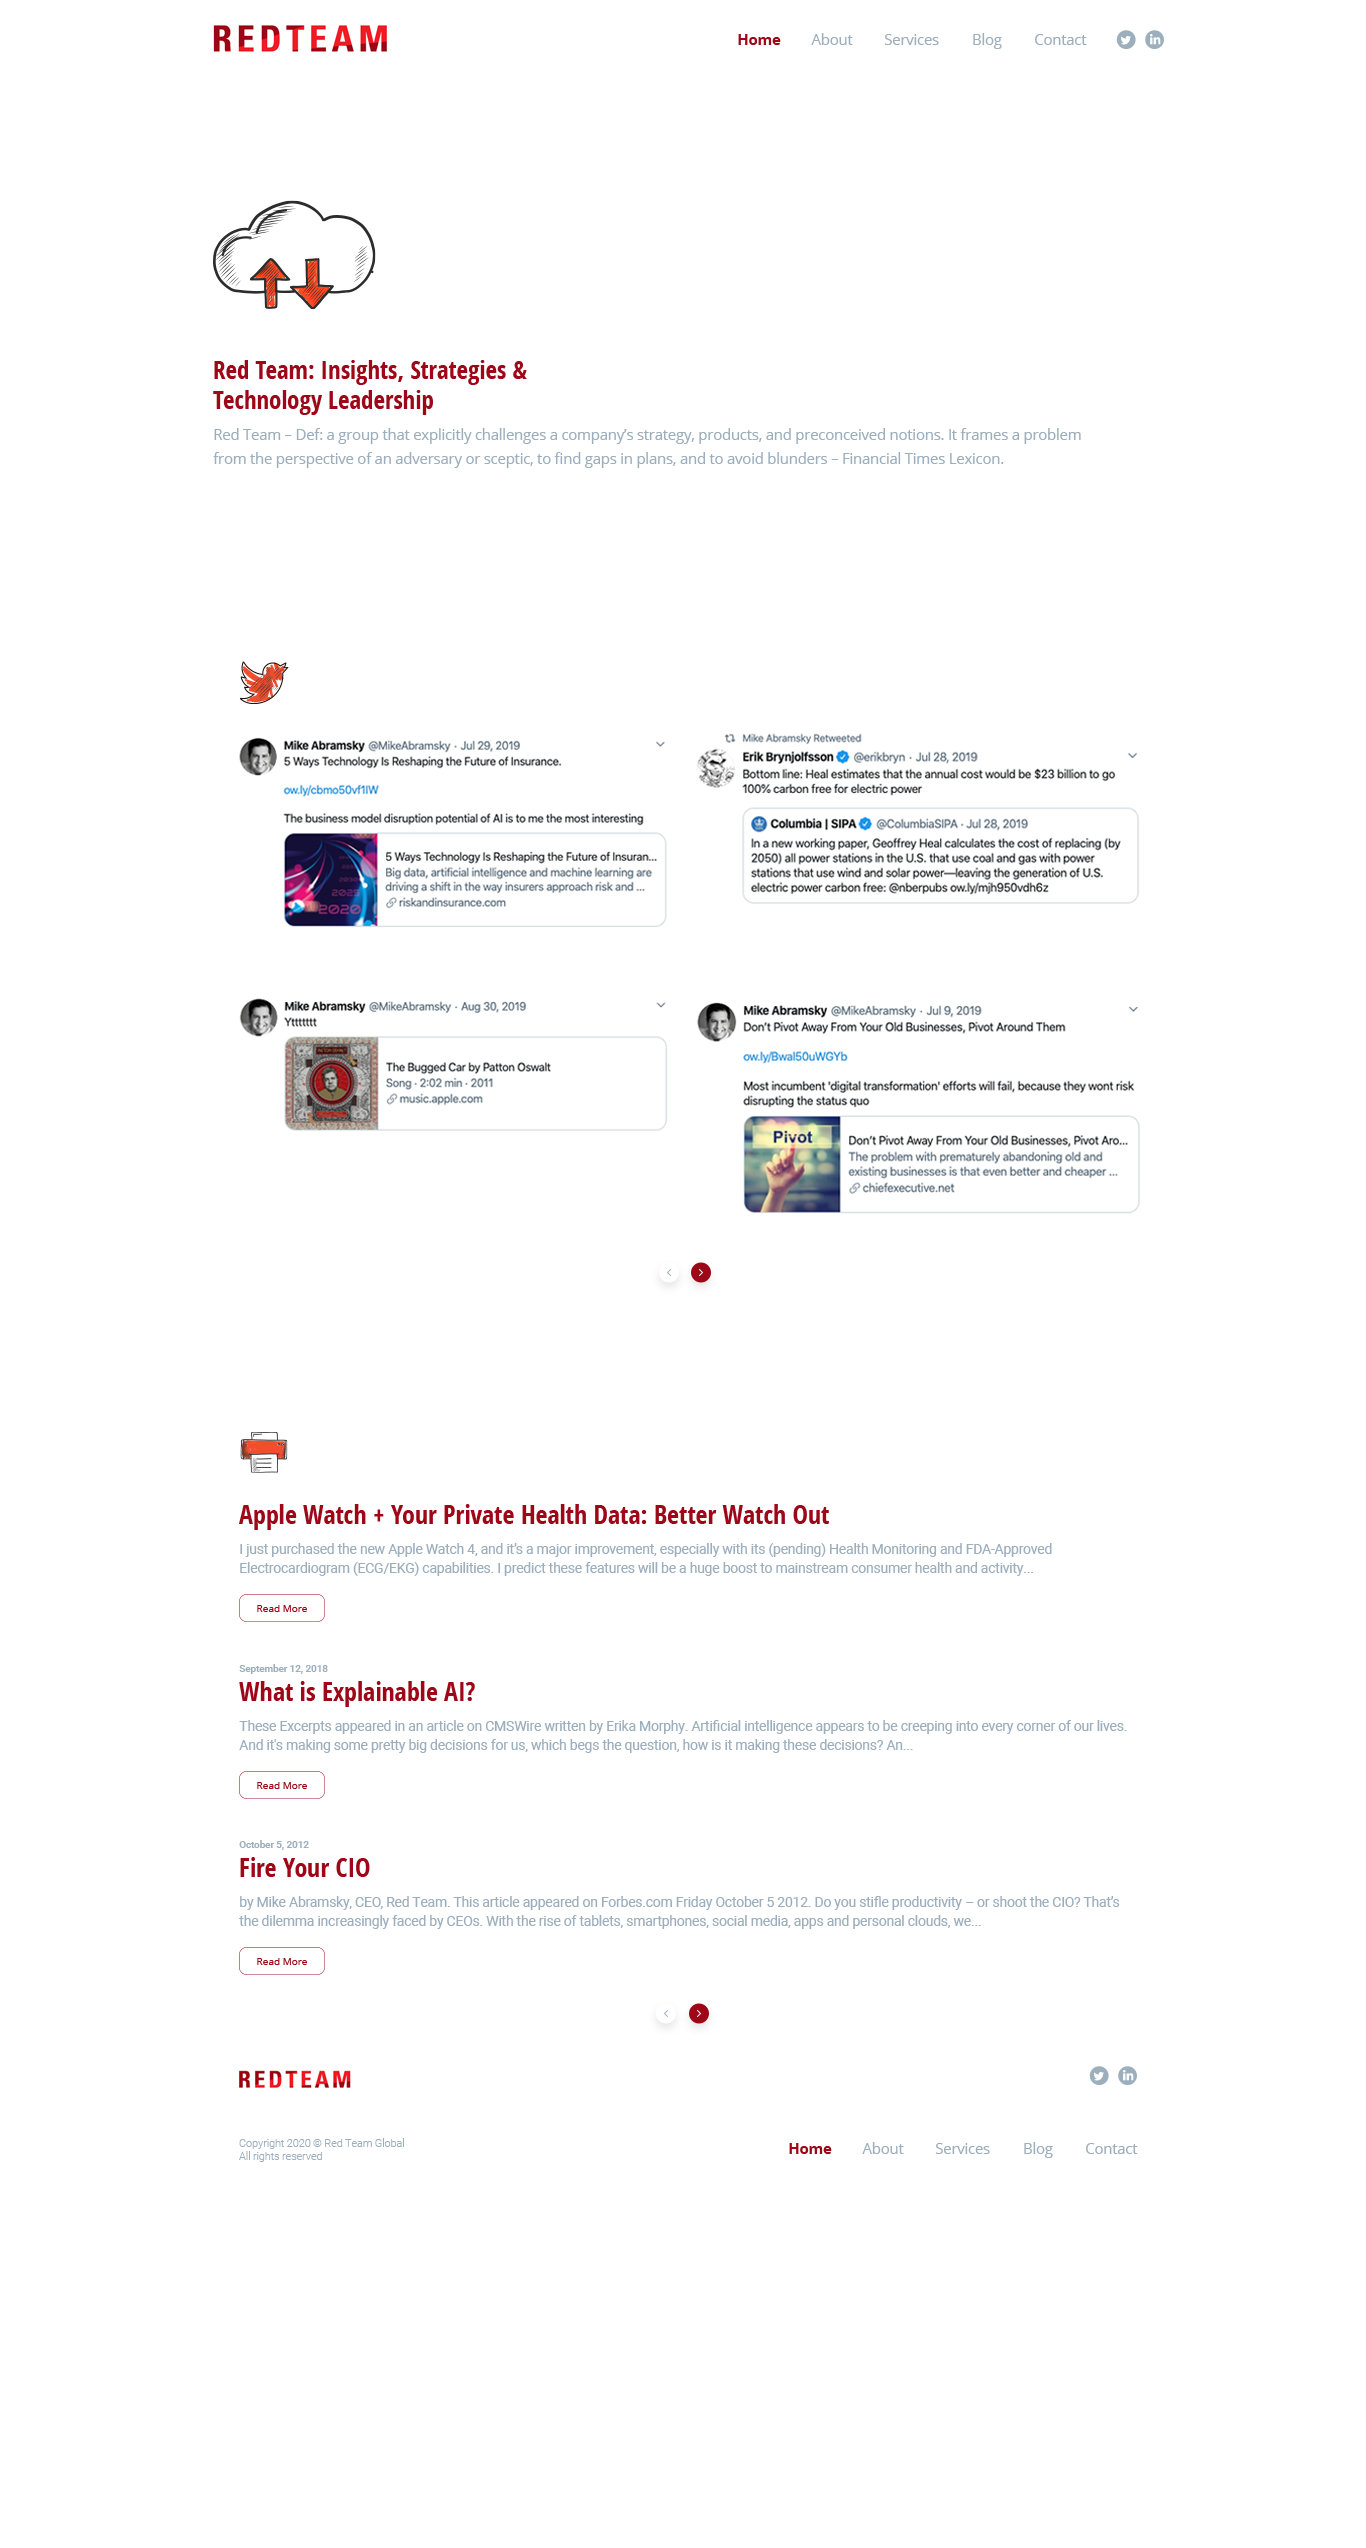 REDTEAM
Home About Services Blog Contact
Red Team: Insights, Strategies &
Technology Leadership
Red Team – Def: a group that explicitly challenges a company's strategy, products, and preconceived notions. It frames a problem
from the perspective of an adversary or sceptic, to find gaps in plans, and to avoid blunders – Financial Times Lexicon.
Mike Abramsky @MikeAbramsky · Jul 29, 2019
5 Ways Technology Is Reshaping the Future of Insurance.
ow.ly/cbmo50vf1lW
The business model disruption potential of AI is to me the most interesting
2025
2020
5 Ways Technology Is Reshaping the Future of Insuran...
Big data, artificial intelligence and machine learning are
driving a shift in the way insurers approach risk and ...
riskandinsurance.com
Mike Abramsky Retweeted
Erik Brynjolfsson @erikbryn · Jul 28, 2019
Bottom line: Heal estimates that the annual cost would be $23 billion to go
100% carbon free for electric power
Columbia | SIPA @ColumbiaSIPA · Jul 28, 2019
In a new working paper, Geoffrey Heal calculates the cost of replacing (by
2050) all power stations in the U.S. that use coal and gas with power
stations that use wind and solar power—leaving the generation of U.S.
electric power carbon free: @nberpubs ow.ly/mjh950vdh6z
Mike Abramsky @MikeAbramsky · Aug 30, 2019
Yttttttt
The Bugged Car by Patton Oswalt
Song · 2:02 min · 2011
music.apple.com
Mike Abramsky @MikeAbramsky · Jul 9, 2019
Don't Pivot Away From Your Old Businesses, Pivot Around Them
ow.ly/Bwal50uWGYb
Most incumbent 'digital transformation' efforts will fail, because they wont risk
disrupting the status quo
Pivot
Don't Pivot Away From Your Old Businesses, Pivot Aro...
The problem with prematurely abandoning old and
existing businesses is that even better and cheaper ...
chiefexecutive.net
Apple Watch + Your Private Health Data: Better Watch Out
I just purchased the new Apple Watch 4, and it's a major improvement, especially with its (pending) Health Monitoring and FDA-Approved
Electrocardiogram (ECG/EKG) capabilities. I predict these features will be a huge boost to mainstream consumer health and activity...
Read More
September 12, 2018
What is Explainable AI?
These Excerpts appeared in an article on CMSWire written by Erika Morphy. Artificial intelligence appears to be creeping into every corner of our lives.
And it's making some pretty big decisions for us, which begs the question, how is it making these decisions? An...
Read More
October 5, 2012
Fire Your CIO
by Mike Abramsky, CEO, Red Team. This article appeared on Forbes.com Friday October 5 2012. Do you stifle productivity – or shoot the CIO? That's
the dilemma increasingly faced by CEOs. With the rise of tablets, smartphones, social media, apps and personal clouds, we...
Read More
REDTEAM
Copyright 2020 © Red Team Global
All rights reserved
Home About Services Blog Contact